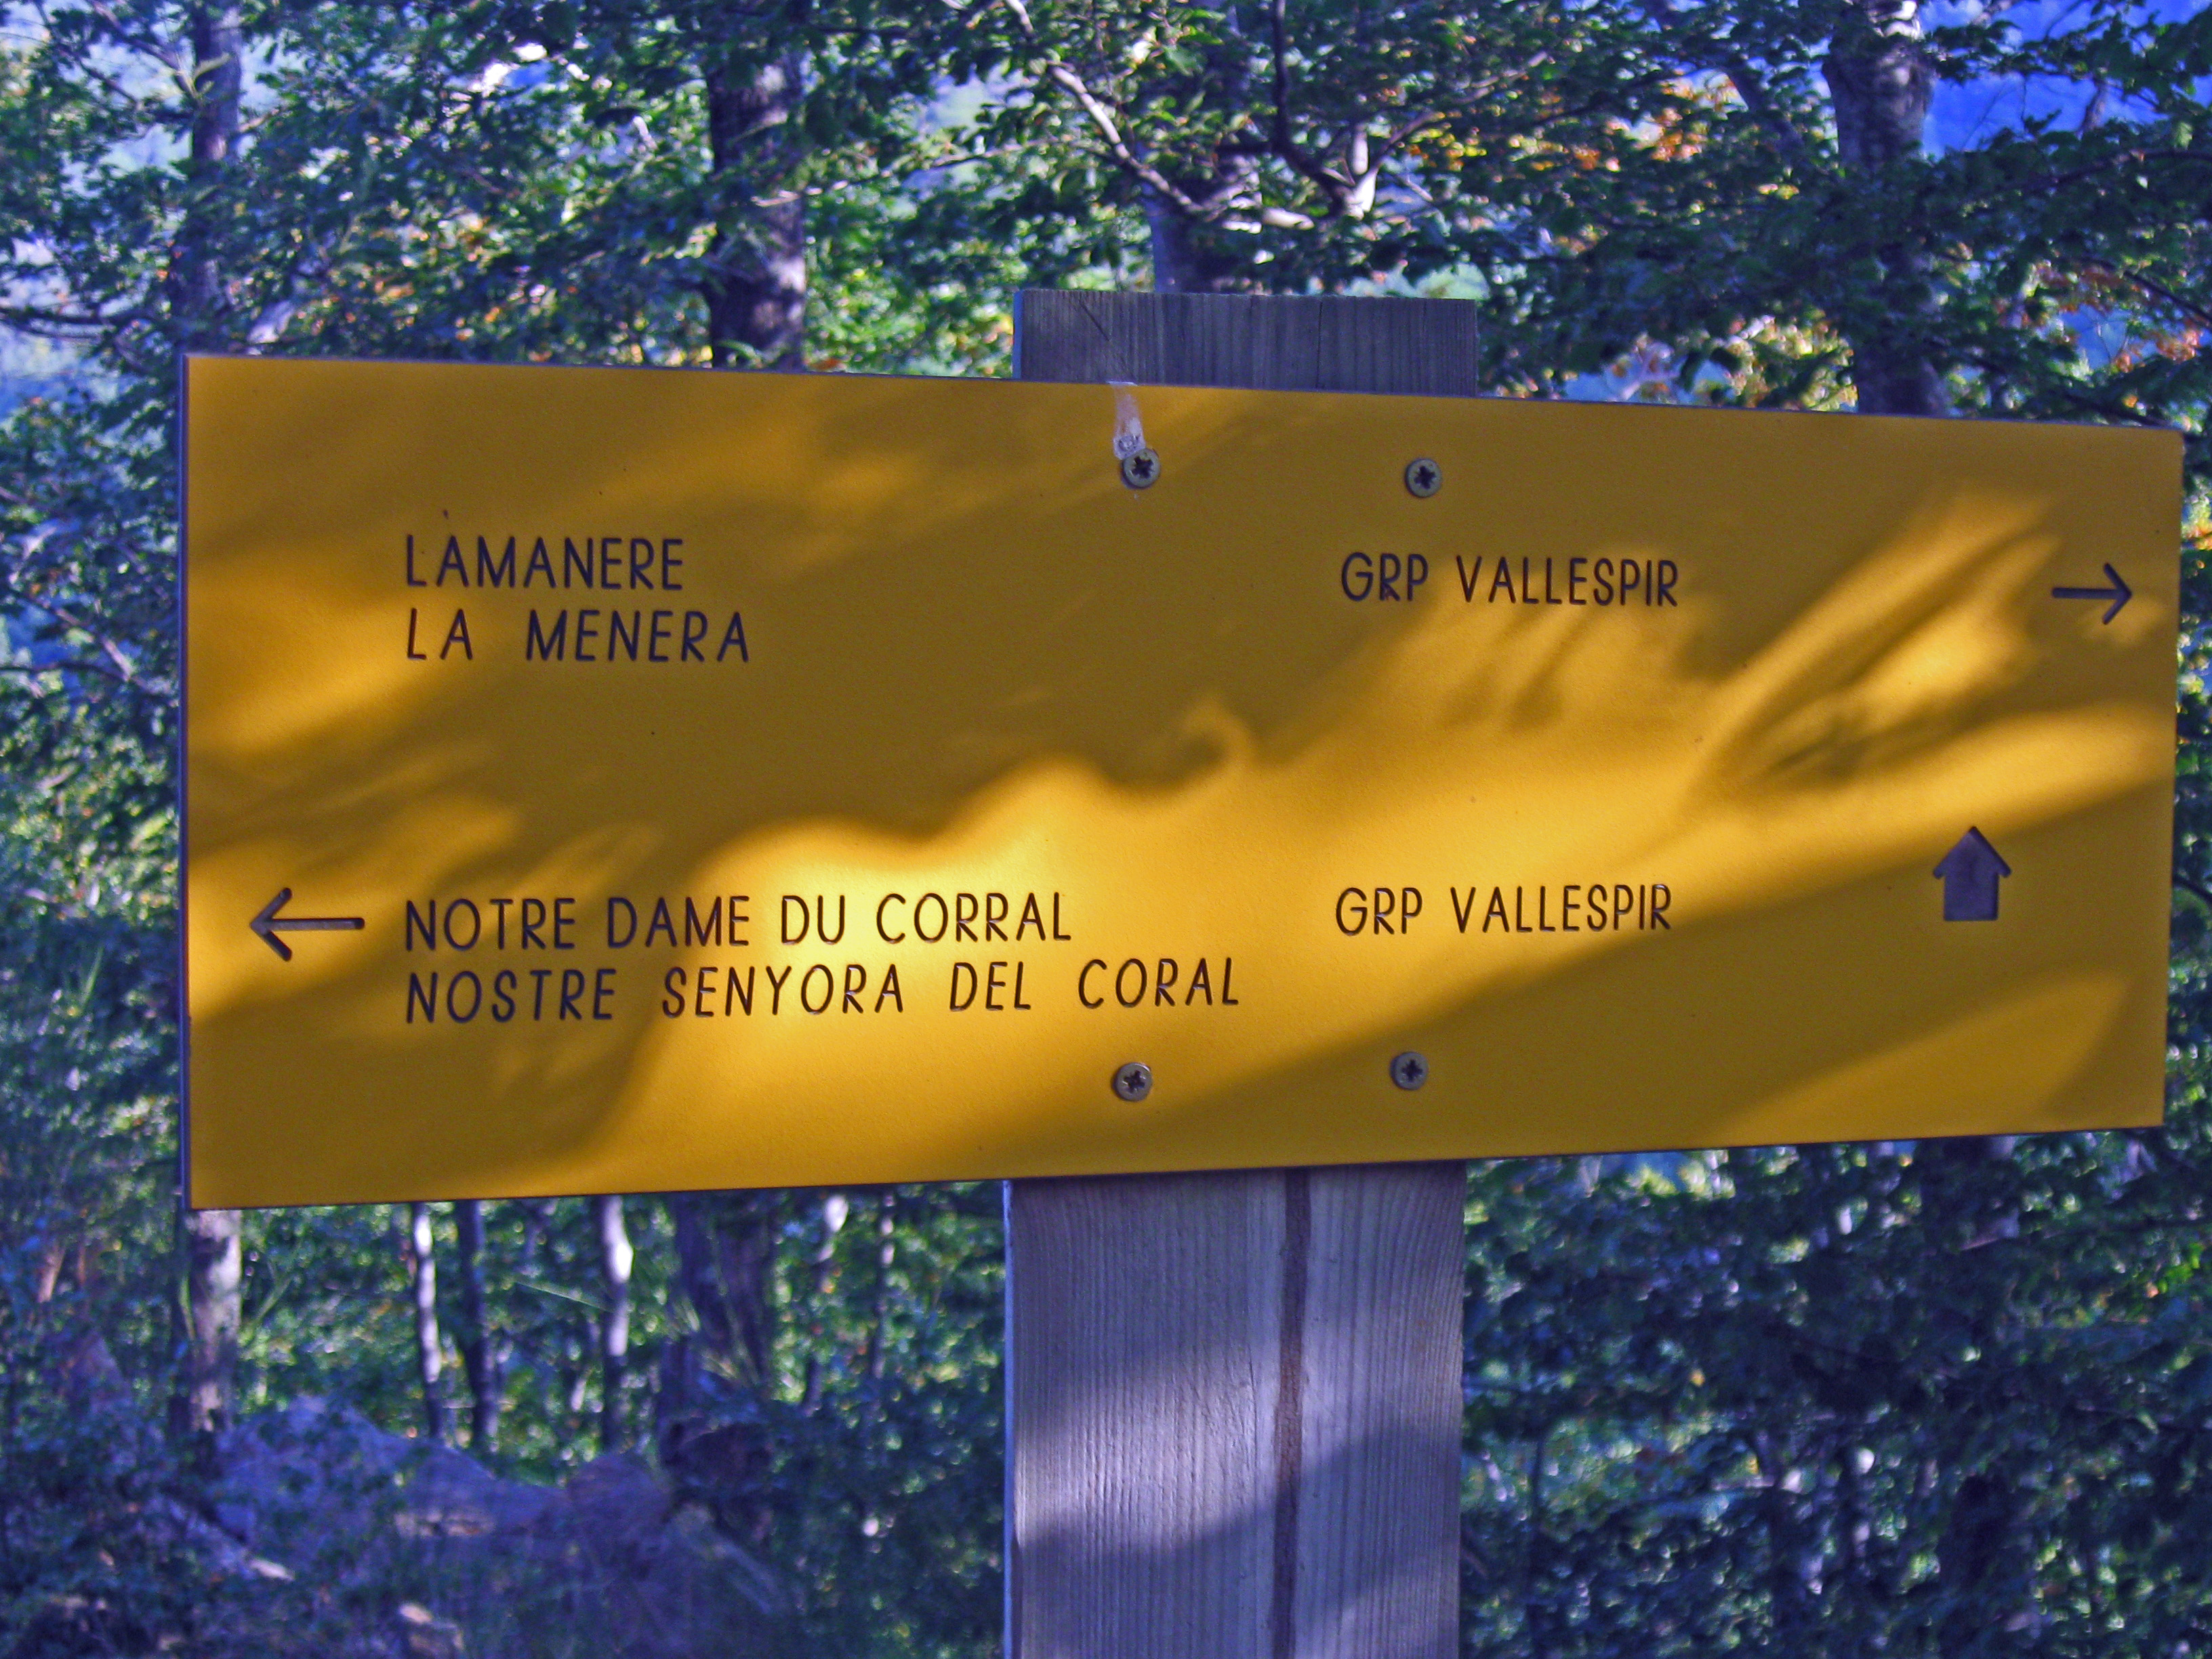 LAMANERE GRP VALLESPIR →
LA MENERA
← NOTRE DAME DU CORRAL GRP VALLESPIR
NOSTRE SENYORA DEL CORAL